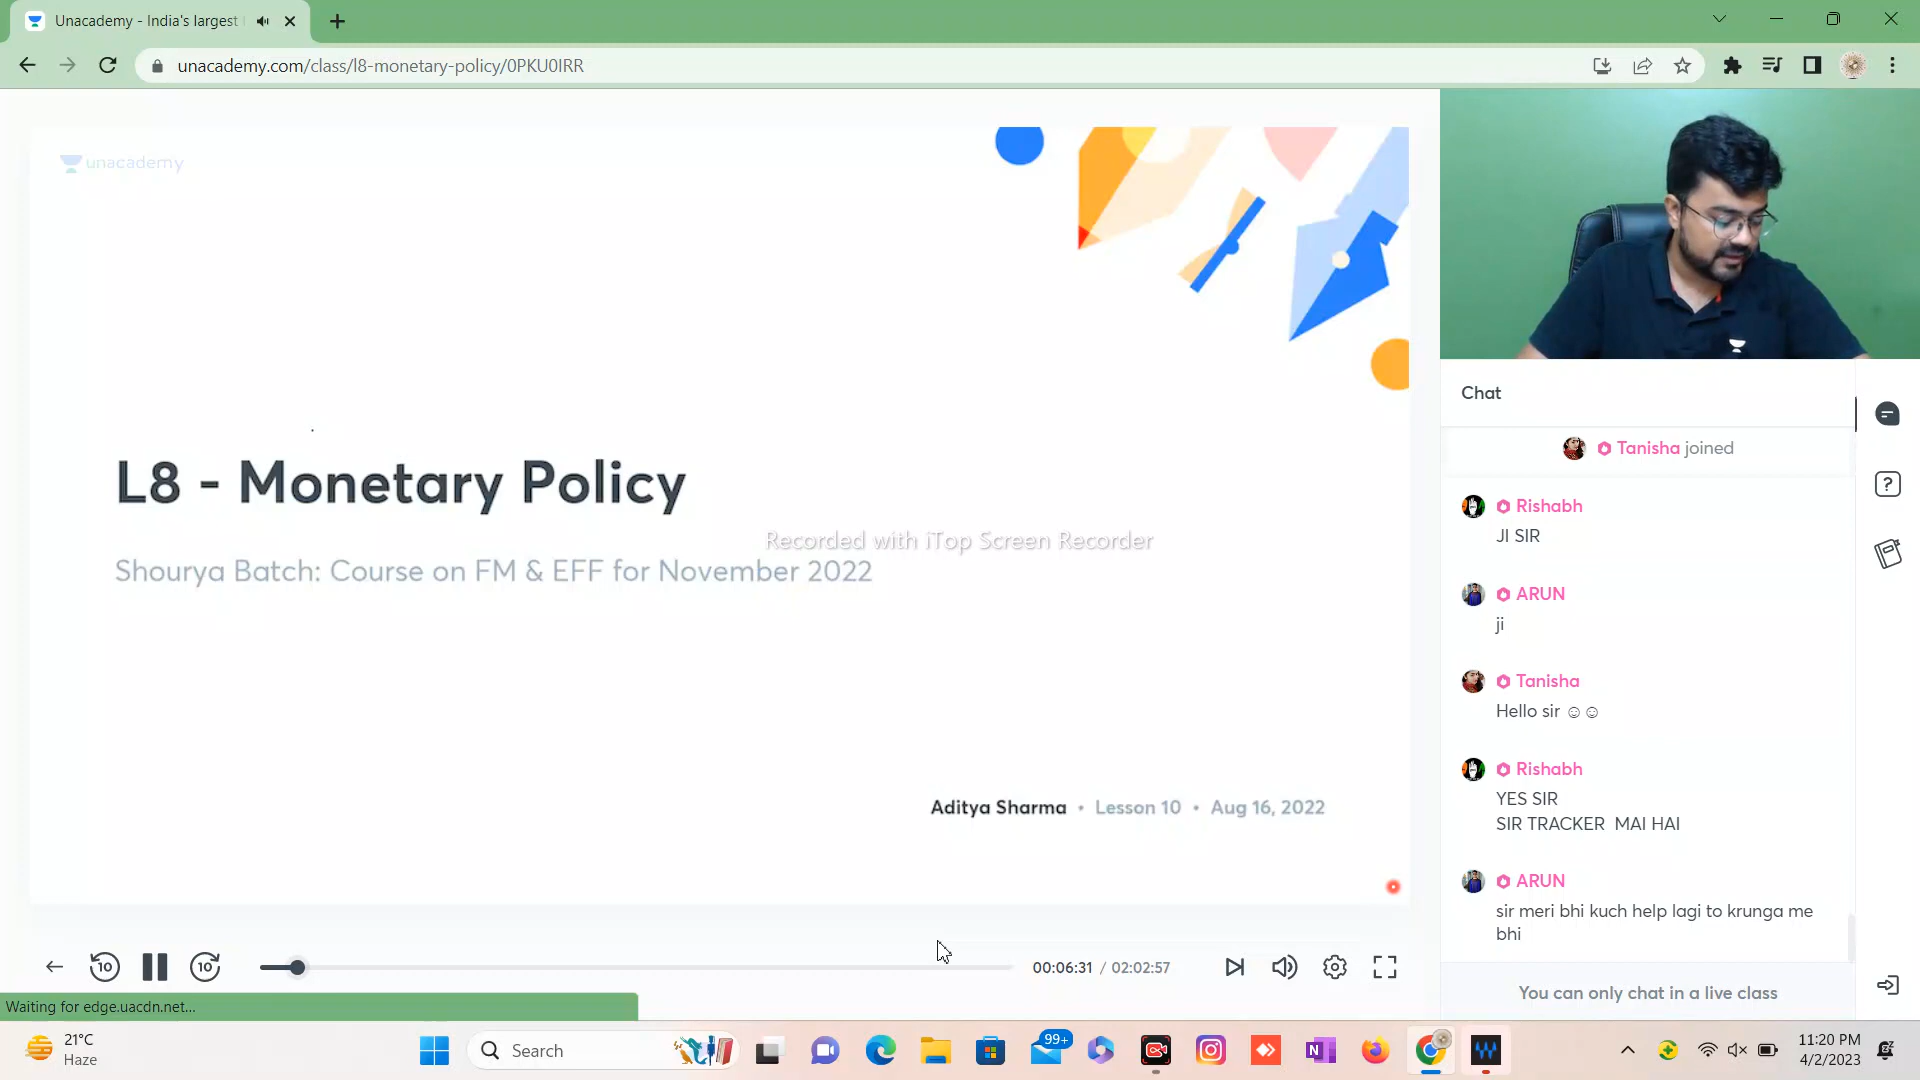 Unacademy - India's largest
unacademy.com/class/l8-monetary-policy/0PKU0IRR
unacademy
L8 - Monetary Policy
Shourya Batch: Course on FM & EFF for November 2022
Recorded with iTop Screen Recorder
Aditya Sharma • Lesson 10 • Aug 16, 2022
10
10
00:06:31 / 02:02:57
Waiting for edge.uacdn.net...
Chat
Tanisha joined
Rishabh
JI SIR
ARUN
ji
Tanisha
Hello sir ☺☺
Rishabh
YES SIR
SIR TRACKER MAI HAI
ARUN
sir meri bhi kuch help lagi to krunga me
bhi
You can only chat in a live class
21°C
Haze
Search
99+
11:20 PM
4/2/2023